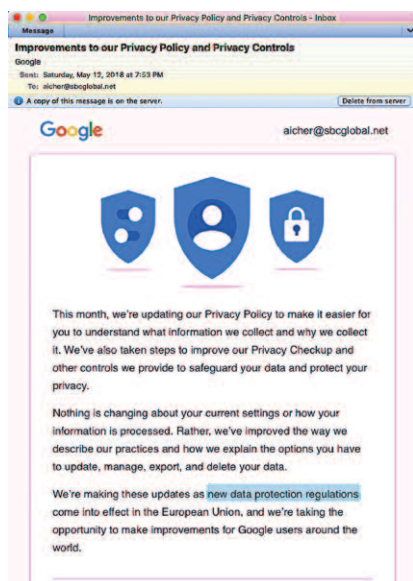 Improvements to our Privacy Policy and Privacy Controls - Inbox
Message
Improvements to our Privacy Policy and Privacy Controls
Google
Sent: Saturday, May 12, 2018 at 7:53 PM
To: aicher@sbcglobal.net
A copy of this message is on the server.
Delete from server
Google
aicher@sbcglobal.net
This month, we're updating our Privacy Policy to make it easier for
you to understand what information we collect and why we collect
it. We've also taken steps to improve our Privacy Checkup and
other controls we provide to safeguard your data and protect your
privacy.
Nothing is changing about your current settings or how your
information is processed. Rather, we've improved the way we
describe our practices and how we explain the options you have
to update, manage, export, and delete your data.
We're making these updates as new data protection regulations
come into effect in the European Union, and we're taking the
opportunity to make improvements for Google users around the
world.